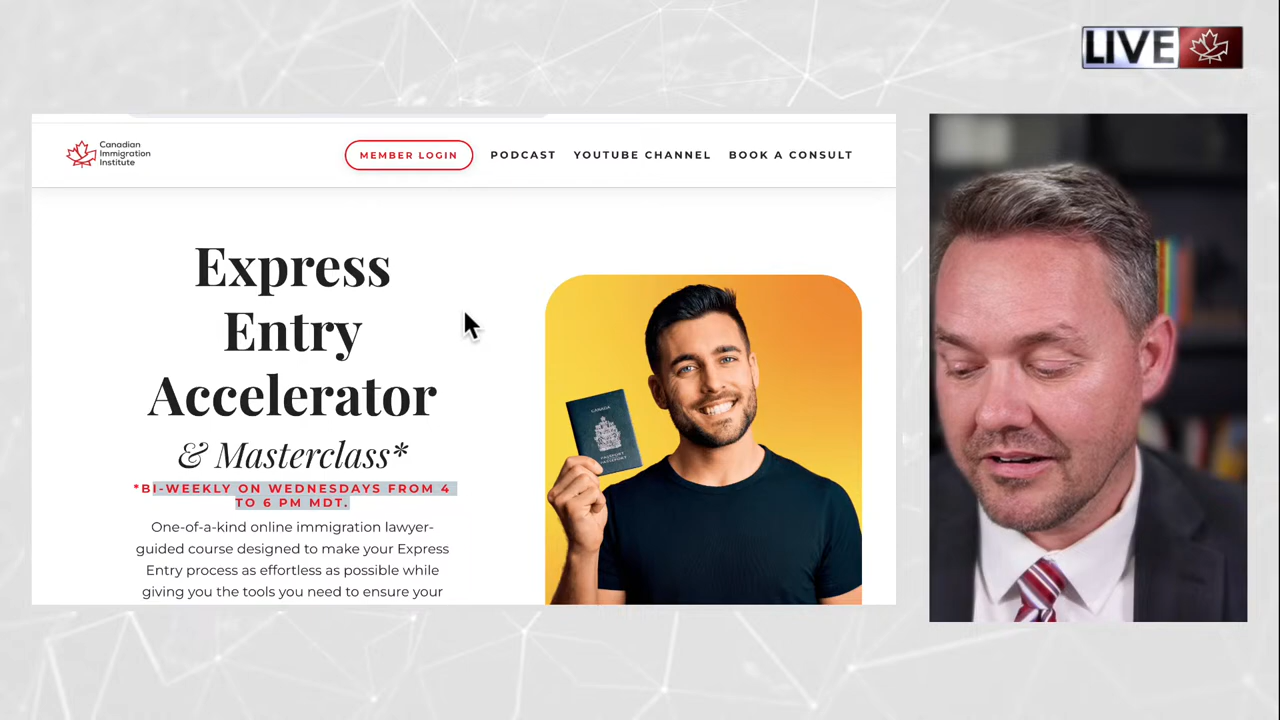 LIVE
Canadian
Immigration
Institute
MEMBER LOGIN PODCAST YOUTUBE CHANNEL BOOK A CONSULT
Express
Entry
Accelerator
& Masterclass*
*BI-WEEKLY ON WEDNESDAYS FROM 4
TO 6 PM MDT.
One-of-a-kind online immigration lawyer-
guided course designed to make your Express
Entry process as effortless as possible while
giving you the tools you need to ensure your
CANADA
PASSPORT
PASSEPORT